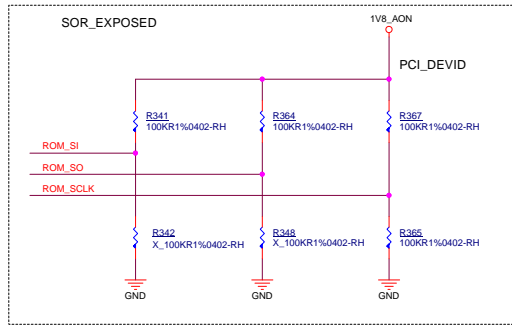 SOR_EXPOSED
1V8_AON
PCI_DEVID
R341
100KR1%0402-RH
R364
100KR1%0402-RH
R367
100KR1%0402-RH
ROM_SI
ROM_SO
ROM_SCLK
R342
X_100KR1%0402-RH
R348
X_100KR1%0402-RH
R365
100KR1%0402-RH
GND
GND
GND